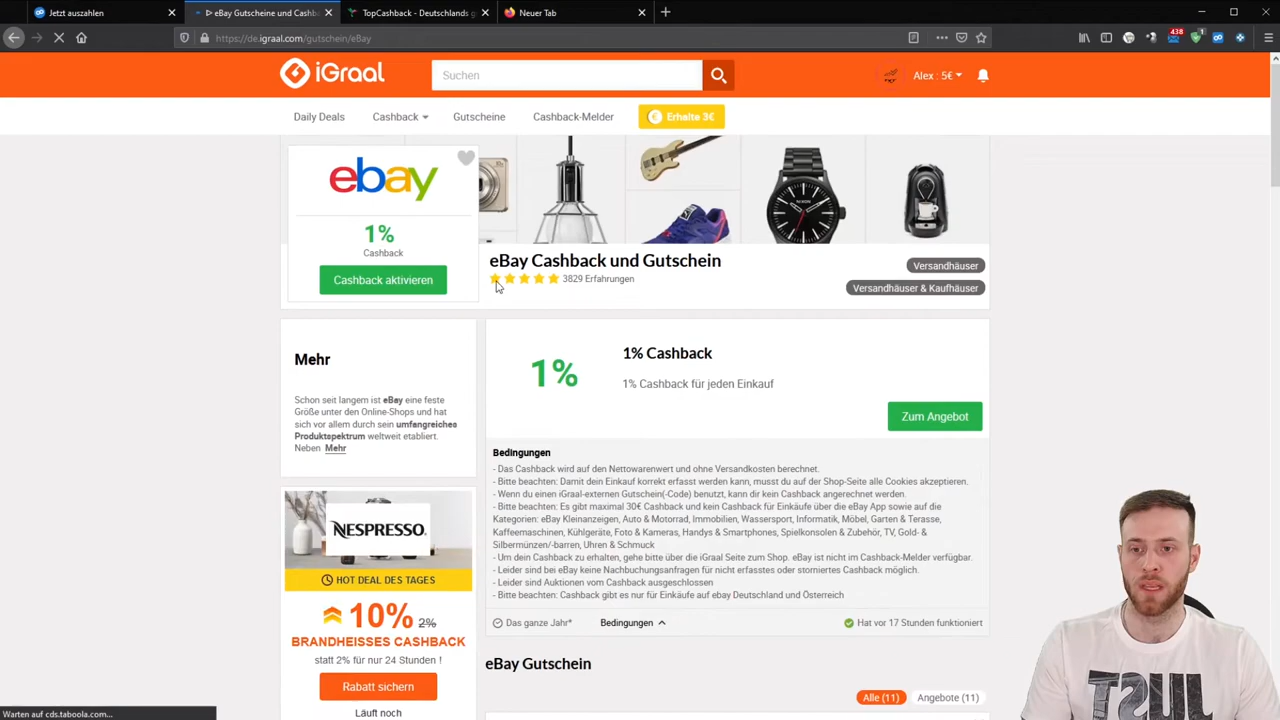 Jetzt auszahlen
eBay Gutscheine und Cashb
TopCashback - Deutschlands g
Neuer Tab
https://de.igraal.com/gutschein/eBay
438
1
iGraal
Suchen
Alex : 5€
Daily Deals
Cashback
Gutscheine
Cashback-Melder
€ Erhalte 3€
ebay
1%
Cashback
Cashback aktivieren
NIXON
eBay Cashback und Gutschein
3829 Erfahrungen
Versandhäuser
Versandhäuser & Kaufhäuser
Mehr
Schon seit langem ist eBay eine feste
Größe unter den Online-Shops und hat
sich vor allem durch sein umfangreiches
Produktspektrum weltweit etabliert.
Neben Mehr
1%
1% Cashback
1% Cashback für jeden Einkauf
Zum Angebot
Bedingungen
- Das Cashback wird auf den Nettowarenwert und ohne Versandkosten berechnet.
- Bitte beachten: Damit dein Einkauf korrekt erfasst werden kann, musst du auf der Shop-Seite alle Cookies akzeptieren.
- Wenn du einen iGraal-externen Gutschein(-Code) benutzt, kann dir kein Cashback angerechnet werden.
- Bitte beachten: Es gibt maximal 30€ Cashback und kein Cashback für Einkäufe über die eBay App sowie auf die
Kategorien: eBay Kleinanzeigen, Auto & Motorrad, Immobilien, Wassersport, Informatik, Möbel, Garten & Terasse,
Kaffeemaschinen, Kühlgeräte, Foto & Kameras, Handys & Smartphones, Spielkonsolen & Zubehör, TV, Gold- &
Silbermünzen/-barren, Uhren & Schmuck
- Um dein Cashback zu erhalten, gehe bitte über die iGraal Seite zum Shop. eBay ist nicht im Cashback-Melder verfügbar.
- Leider sind bei eBay keine Nachbuchungsanfragen für nicht erfasstes oder storniertes Cashback möglich.
- Leider sind Auktionen vom Cashback ausgeschlossen
- Bitte beachten: Cashback gibt es nur für Einkäufe auf ebay Deutschland und Österreich
Das ganze Jahr*
Bedingungen
Hat vor 17 Stunden funktioniert
NESPRESSO.
HOT DEAL DES TAGES
10% 2%
BRANDHEISSES CASHBACK
statt 2% für nur 24 Stunden !
Rabatt sichern
Läuft noch
eBay Gutschein
Alle (11)
Angebote (11)
Warten auf cds.taboola.com...